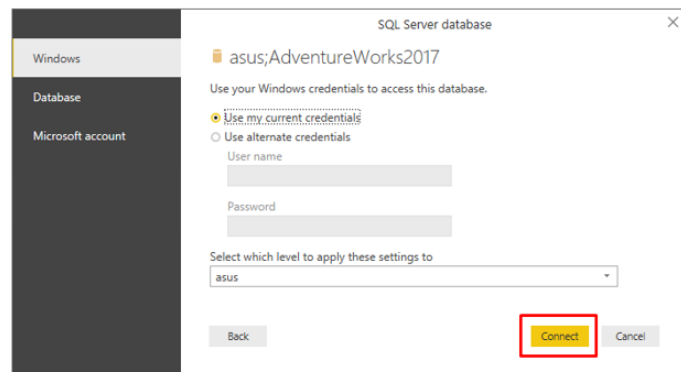 SQL Server database
Windows
Database
Microsoft account
asus;AdventureWorks2017
Use your Windows credentials to access this database.
Use my current credentials
Use alternate credentials
User name
Password
Select which level to apply these settings to
asus
Back
Connect
Cancel